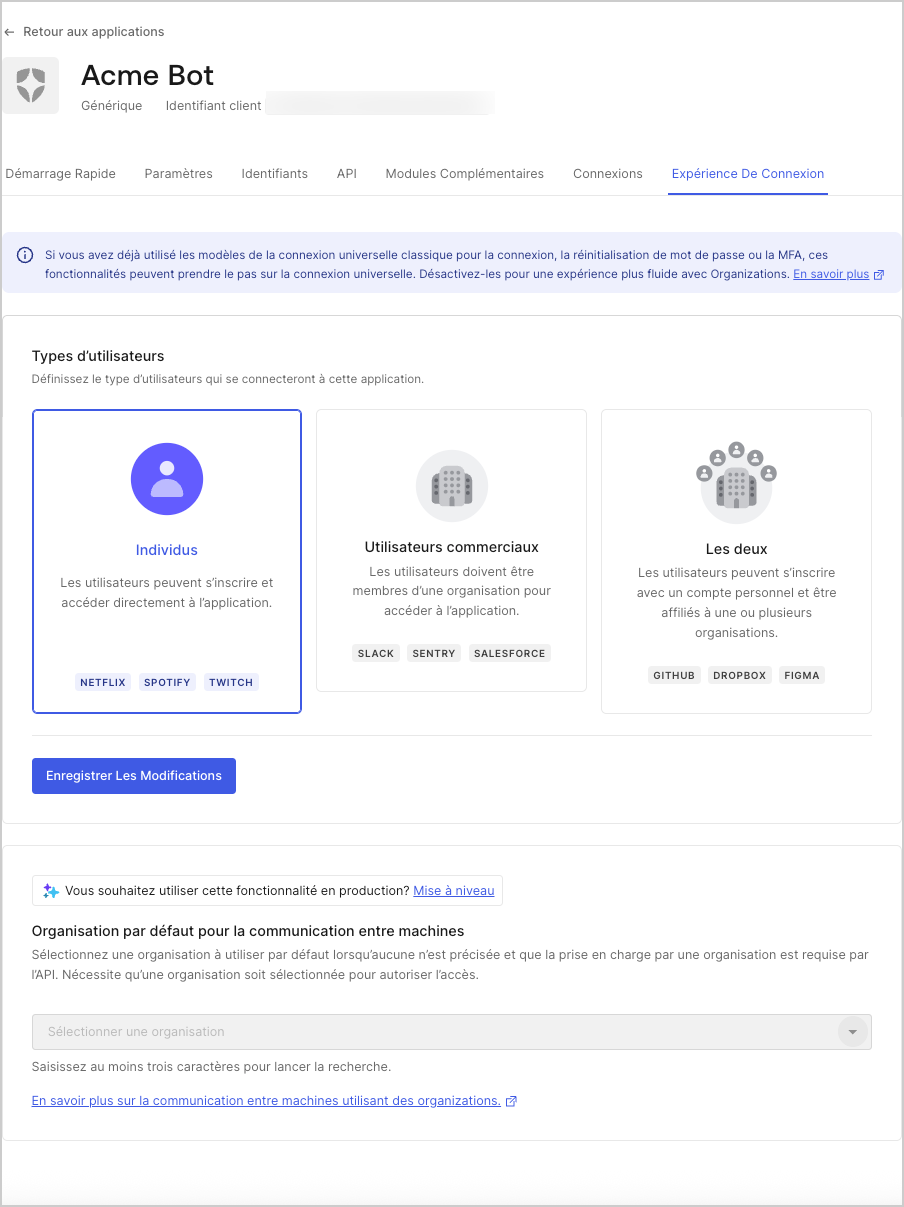 ← Retour aux applications
Acme Bot
Générique Identifiant client
Démarrage Rapide Paramètres Identifiants API Modules Complémentaires Connexions Expérience De Connexion
Si vous avez déjà utilisé les modèles de la connexion universelle classique pour la connexion, la réinitialisation de mot de passe ou la MFA, ces
fonctionnalités peuvent prendre le pas sur la connexion universelle. Désactivez-les pour une expérience plus fluide avec Organizations. En savoir plus
Types d’utilisateurs
Définissez le type d’utilisateurs qui se connecteront à cette application.
Individus
Les utilisateurs peuvent s’inscrire et
accéder directement à l’application.
NETFLIX SPOTIFY TWITCH
Utilisateurs commerciaux
Les utilisateurs doivent être
membres d’une organisation pour
accéder à l’application.
SLACK SENTRY SALESFORCE
Les deux
Les utilisateurs peuvent s’inscrire
avec un compte personnel et être
affiliés à une ou plusieurs
organisations.
GITHUB DROPBOX FIGMA
Enregistrer Les Modifications
Vous souhaitez utiliser cette fonctionnalité en production? Mise à niveau
Organisation par défaut pour la communication entre machines
Sélectionnez une organisation à utiliser par défaut lorsqu’aucune n’est précisée et que la prise en charge par une organisation est requise par
l’API. Nécessite qu’une organisation soit sélectionnée pour autoriser l’accès.
Sélectionner une organisation
Saisissez au moins trois caractères pour lancer la recherche.
En savoir plus sur la communication entre machines utilisant des organizations.